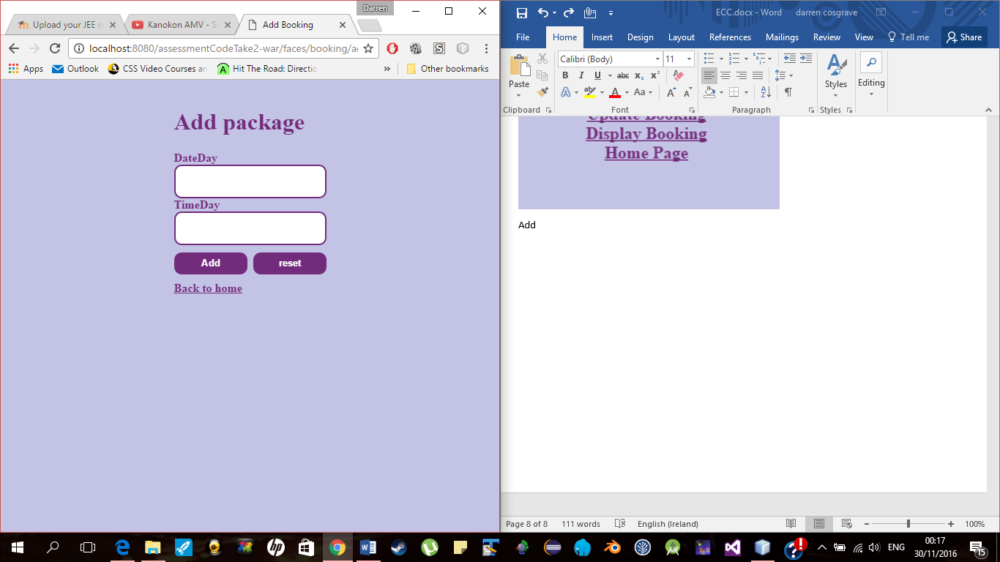 Darren
Upload your JEE r
Kanokon AMV - S
Add Booking
localhost:8080/assessmentCodeTake2-war/faces/booking/a
Apps
Outlook
CSS Video Courses an
Hit The Road: Directio
»
Other bookmarks
Add package
DateDay
TimeDay
Add
reset
Back to home
ECC.docx - Word
darren cosgrave
File
Home
Insert
Design
Layout
References
Mailings
Review
View
Tell me
Share
Paste
Calibri (Body)
11
B I U abc x₂ x²
A ab A Aa A A
Styles
Editing
Clipboard
Font
Paragraph
Styles
Update Booking
Display Booking
Home Page
Add
Page 8 of 8
111 words
English (Ireland)
100%
ENG
00:17
30/11/2016
15